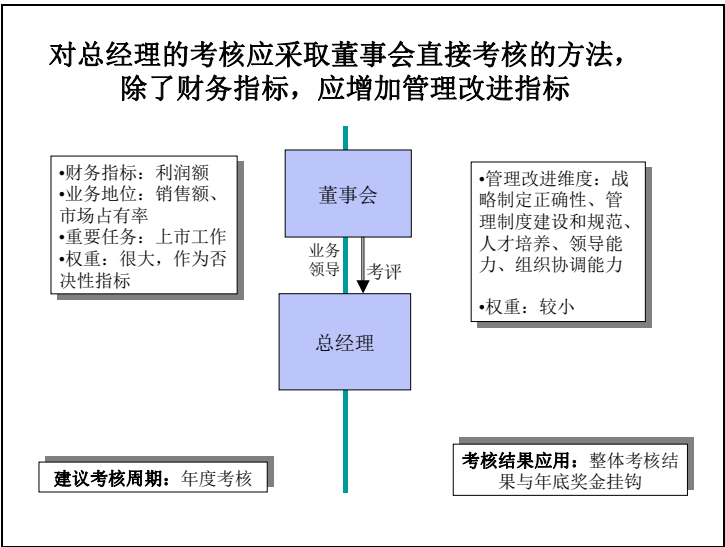 对总经理的考核应采取董事会直接考核的方法，
除了财务指标，应增加管理改进指标
•财务指标：利润额
•业务地位：销售额、
市场占有率
•重要任务：上市工作
•权重：很大，作为否
决性指标
董事会
业务
领导
考评
总经理
•管理改进维度：战
略制定正确性、管
理制度建设和规范、
人才培养、领导能
力、组织协调能力
•权重：较小
建议考核周期：年度考核
考核结果应用：整体考核结
果与年底奖金挂钩